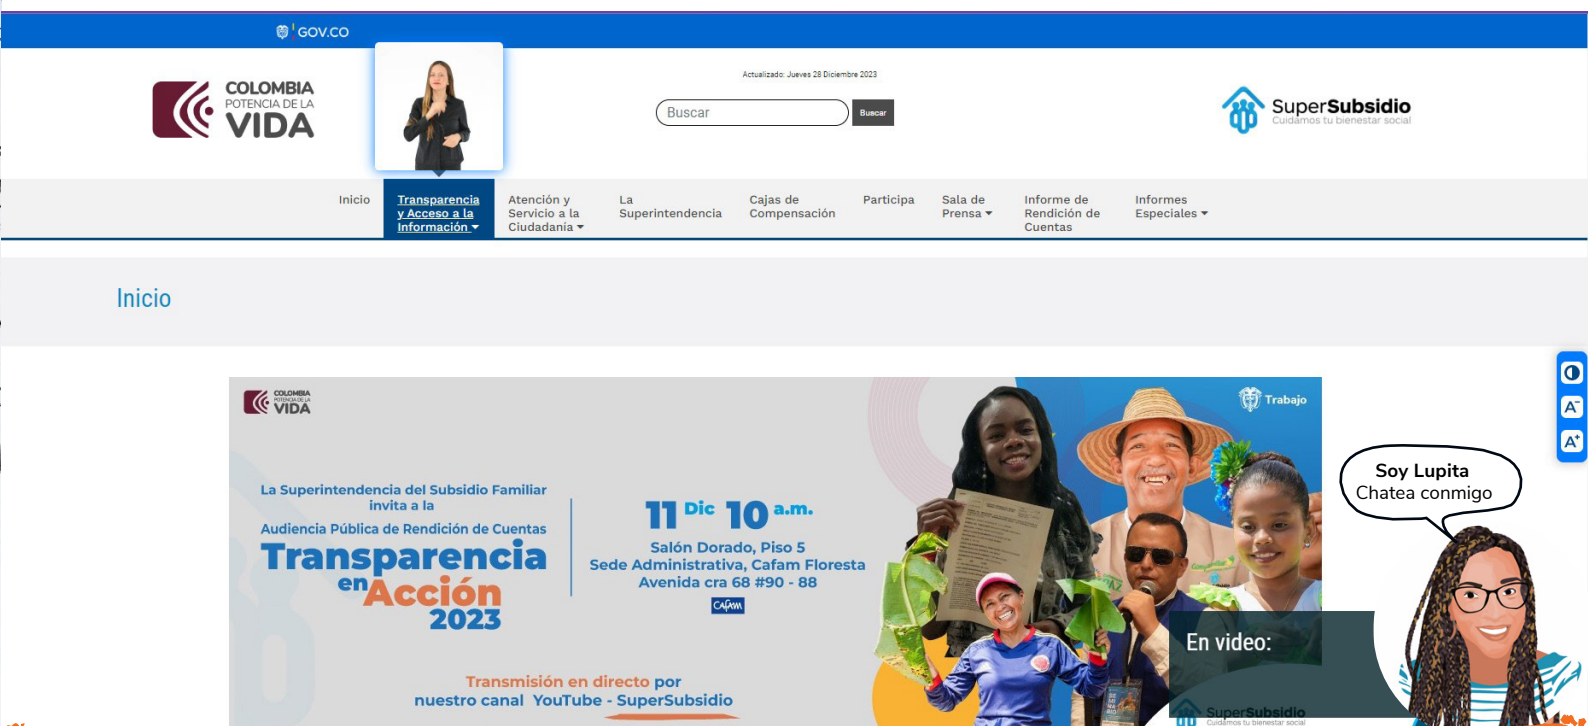 GOV.CO
Actualizado: Jueves 28 Diciembre 2023
COLOMBIA
POTENCIA DE LA
VIDA
Buscar
Buscar
SuperSubsidio
Cuidamos tu bienestar social
Inicio
Transparencia
y Acceso a la
Información
Atención y
Servicio a la
Ciudadanía
La
Superintendencia
Cajas de
Compensación
Participa
Sala de
Prensa
Informe de
Rendición de
Cuentas
Informes
Especiales
Inicio
A-
A+
COLOMBIA
POTENCIA DE LA
VIDA
Trabajo
La Superintendencia del Subsidio Familiar
invita a la
Audiencia Pública de Rendición de Cuentas
Transparencia
en Acción
2023
11 Dic 10 a.m.
Salón Dorado, Piso 5
Sede Administrativa, Cafam Floresta
Avenida cra 68 #90 - 88
CAFAM
Transmisión en directo por
nuestro canal YouTube - SuperSubsidio
Soy Lupita
Chatea conmigo
En video:
SuperSubsidio
Cuidamos tu bienestar social